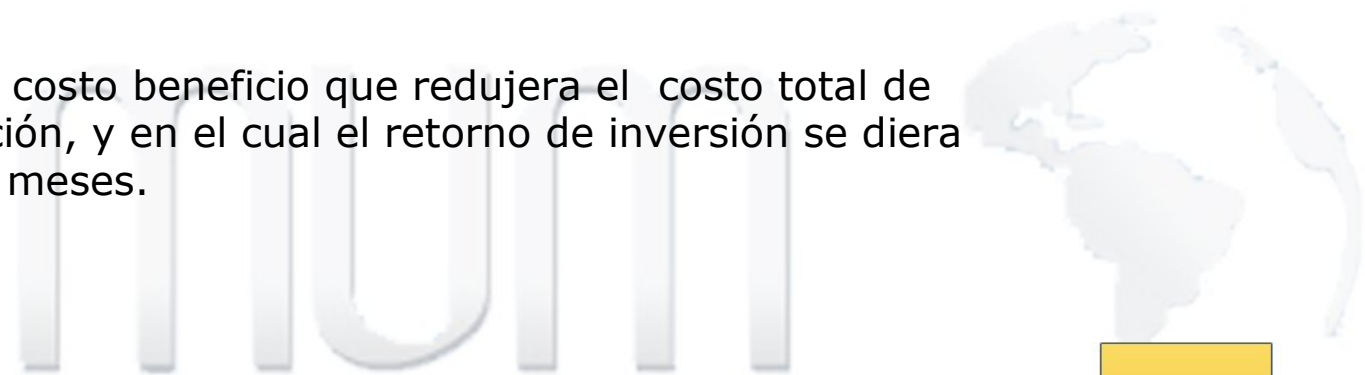 costo beneficio que redujera el costo total de
ción, y en el cual el retorno de inversión se diera
meses.
num